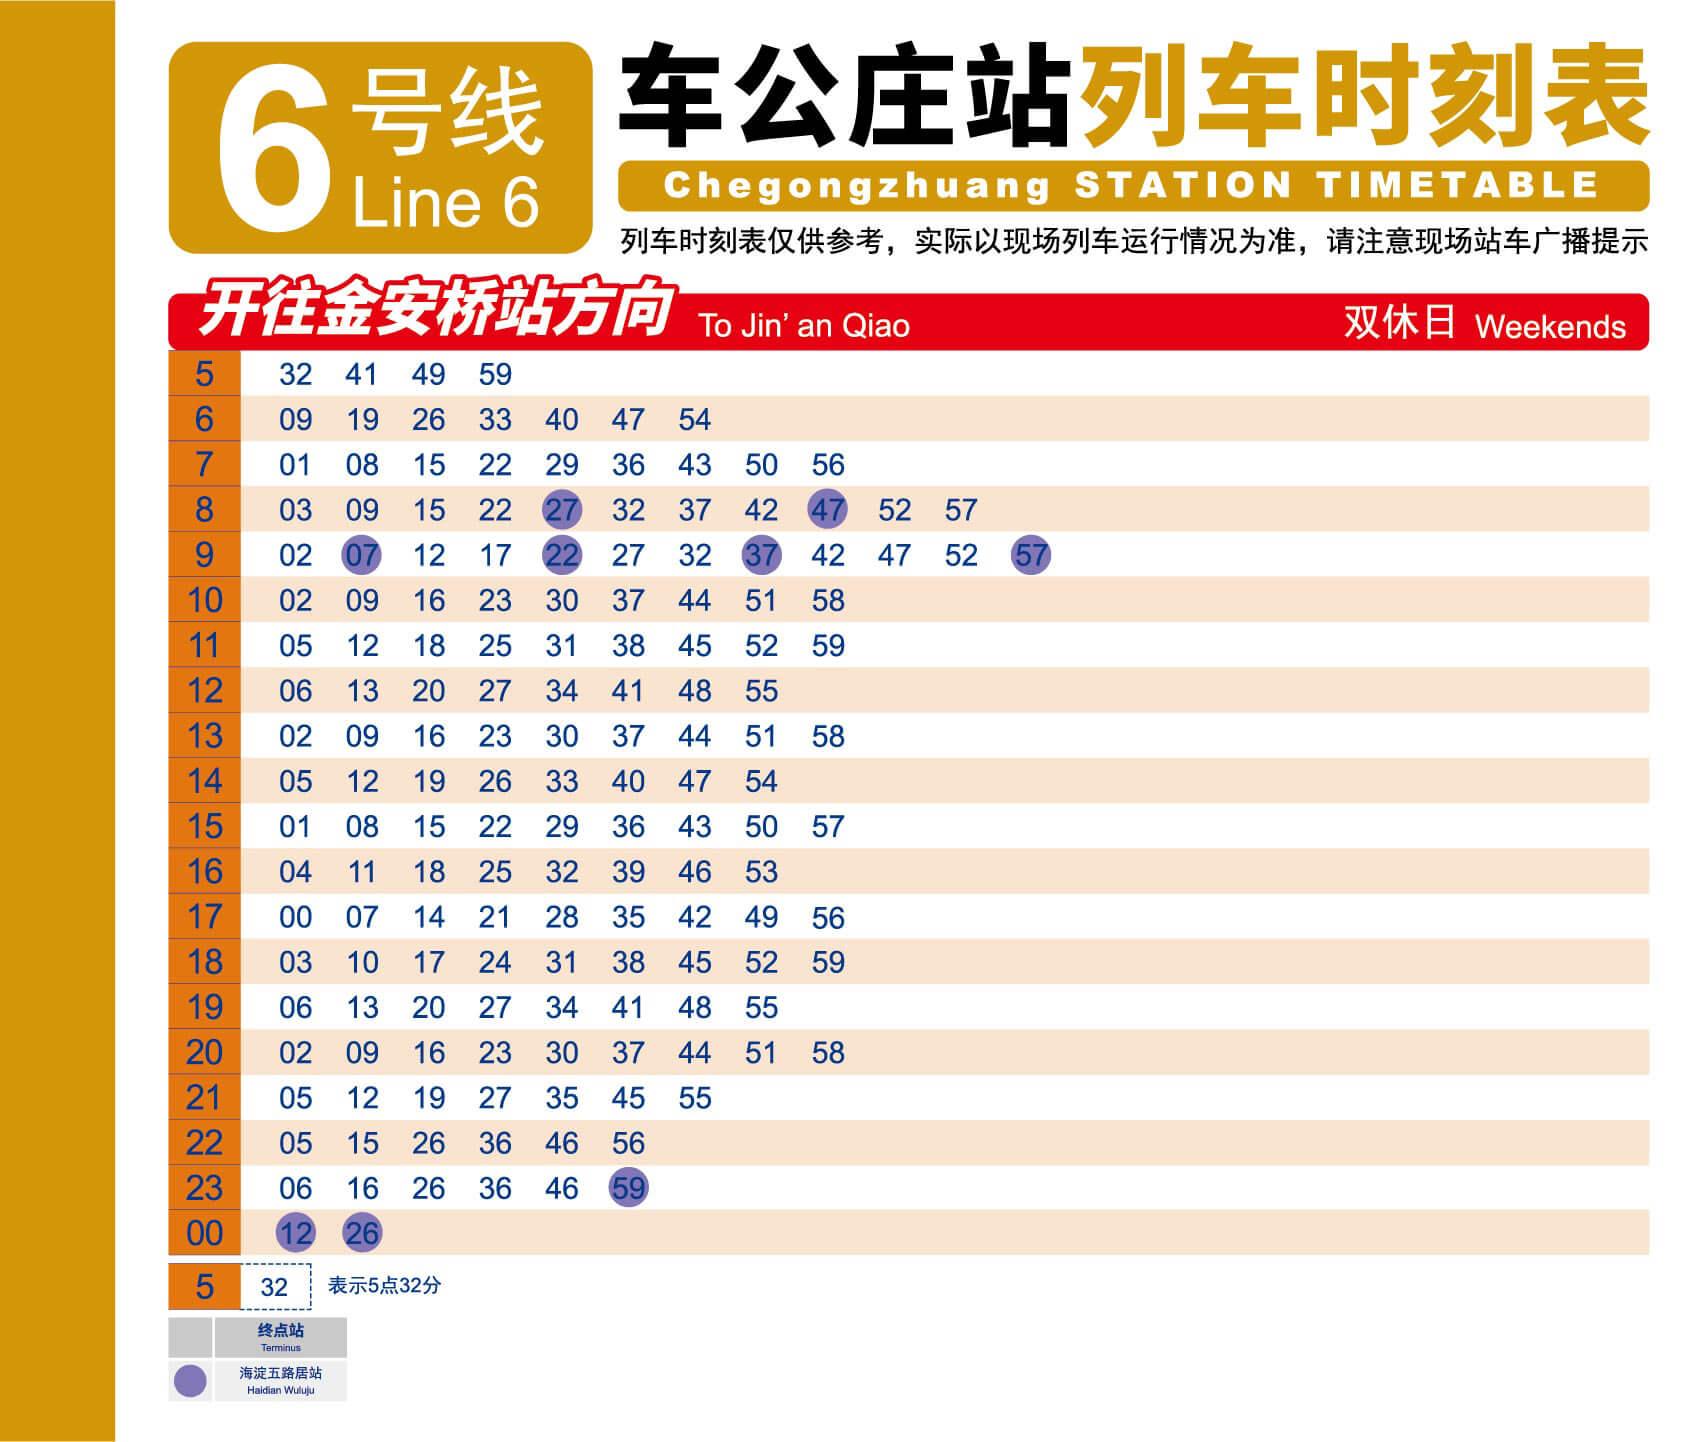 6号线
Line 6
车公庄站列车时刻表
Chegongzhuang STATION TIMETABLE
列车时刻表仅供参考，实际以现场列车运行情况为准，请注意现场站车广播提示
开往金安桥站方向 To Jin’ an Qiao 双休日 Weekends
5 32 41 49 59
6 09 19 26 33 40 47 54
7 01 08 15 22 29 36 43 50 56
8 03 09 15 22 27 32 37 42 47 52 57
9 02 07 12 17 22 27 32 37 42 47 52 57
10 02 09 16 23 30 37 44 51 58
11 05 12 18 25 31 38 45 52 59
12 06 13 20 27 34 41 48 55
13 02 09 16 23 30 37 44 51 58
14 05 12 19 26 33 40 47 54
15 01 08 15 22 29 36 43 50 57
16 04 11 18 25 32 39 46 53
17 00 07 14 21 28 35 42 49 56
18 03 10 17 24 31 38 45 52 59
19 06 13 20 27 34 41 48 55
20 02 09 16 23 30 37 44 51 58
21 05 12 19 27 35 45 55
22 05 15 26 36 46 56
23 06 16 26 36 46 59
00 12 26
5 32 表示5点32分
终点站
Terminus
海淀五路居站
Haidian Wuluju